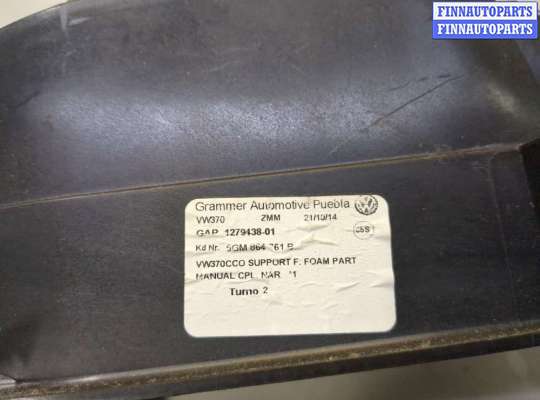 FINNAUTOPARTS
FINNAUTOPARTS
Grammer Automotive Puebla
VW370 ZMM 21/10/14
GAP 1279438-01
Kd Nr. 5GM 864 761 B
VW370CCO SUPPORT F. FOAM PART
MANUAL CPL NAR
Turno 2